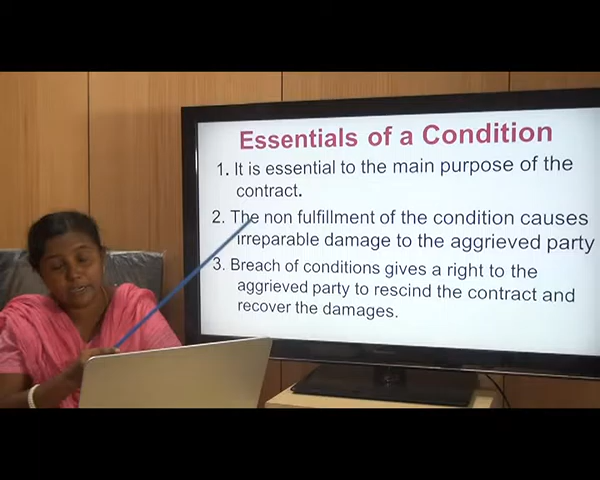 Essentials of a Condition
1. It is essential to the main purpose of the
contract.
2. The non fulfillment of the condition causes
irreparable damage to the aggrieved party
3. Breach of conditions gives a right to the
aggrieved party to rescind the contract and
recover the damages.